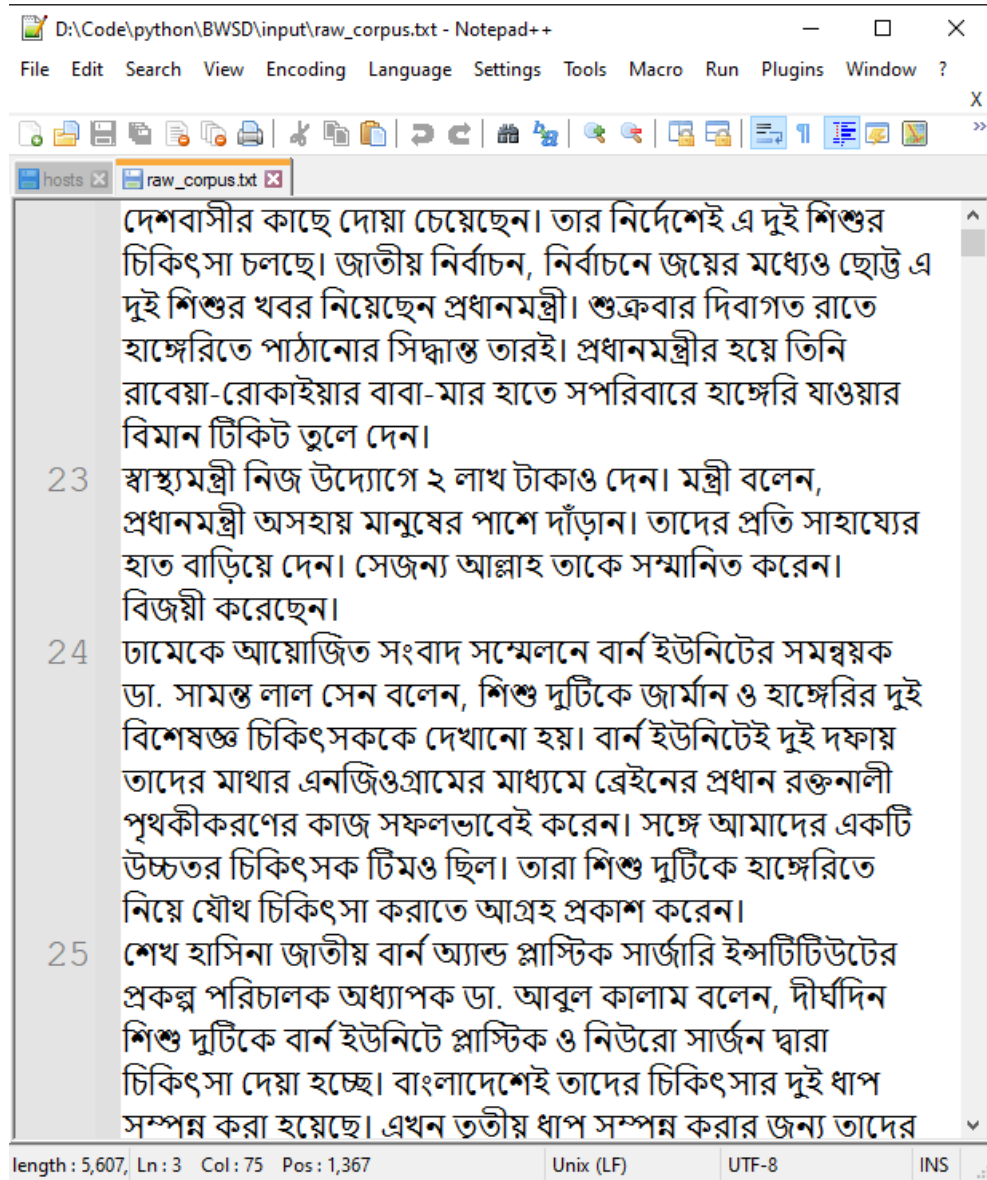 D:\Code\python\BWSD\input\raw_corpus.txt - Notepad++
File Edit Search View Encoding Language Settings Tools Macro Run Plugins Window ?
X
hosts raw_corpus.txt
দেশবাসীর কাছে দোয়া চেয়েছেন। তার নির্দেশেই এ দুই শিশুর
চিকিৎসা চলছে। জাতীয় নির্বাচন, নির্বাচনে জয়ের মধ্যেও ছোট্ট এ
দুই শিশুর খবর নিয়েছেন প্রধানমন্ত্রী। শুক্রবার দিবাগত রাতে
হাঙ্গেরিতে পাঠানোর সিদ্ধান্ত তারই। প্রধানমন্ত্রীর হয়ে তিনি
রাবেয়া-রোকাইয়ার বাবা-মার হাতে সপরিবারে হাঙ্গেরি যাওয়ার
বিমান টিকিট তুলে দেন।
23 স্বাস্থ্যমন্ত্রী নিজ উদ্যোগে ২ লাখ টাকাও দেন। মন্ত্রী বলেন,
প্রধানমন্ত্রী অসহায় মানুষের পাশে দাঁড়ান। তাদের প্রতি সাহায্যের
হাত বাড়িয়ে দেন। সেজন্য আল্লাহ তাকে সম্মানিত করেন।
বিজয়ী করেছেন।
24 ঢামেকে আয়োজিত সংবাদ সম্মেলনে বার্ন ইউনিটের সমন্বয়ক
ডা. সামন্ত লাল সেন বলেন, শিশু দুটিকে জার্মান ও হাঙ্গেরির দুই
বিশেষজ্ঞ চিকিৎসককে দেখানো হয়। বার্ন ইউনিটেই দুই দফায়
তাদের মাথার এনজিওগ্রামের মাধ্যমে ব্রেইনের প্রধান রক্তনালী
পৃথকীকরণের কাজ সফলভাবেই করেন। সঙ্গে আমাদের একটি
উচ্চতর চিকিৎসক টিমও ছিল। তারা শিশু দুটিকে হাঙ্গেরিতে
নিয়ে যৌথ চিকিৎসা করাতে আগ্রহ প্রকাশ করেন।
25 শেখ হাসিনা জাতীয় বার্ন অ্যান্ড প্লাস্টিক সার্জারি ইন্সটিটিউটের
প্রকল্প পরিচালক অধ্যাপক ডা. আবুল কালাম বলেন, দীর্ঘদিন
শিশু দুটিকে বার্ন ইউনিটে প্লাস্টিক ও নিউরো সার্জন দ্বারা
চিকিৎসা দেয়া হচ্ছে। বাংলাদেশেই তাদের চিকিৎসার দুই ধাপ
সম্পন্ন করা হয়েছে। এখন তৃতীয় ধাপ সম্পন্ন করার জন্য তাদের
length : 5,607, Ln : 3 Col : 75 Pos : 1,367 Unix (LF) UTF-8 INS